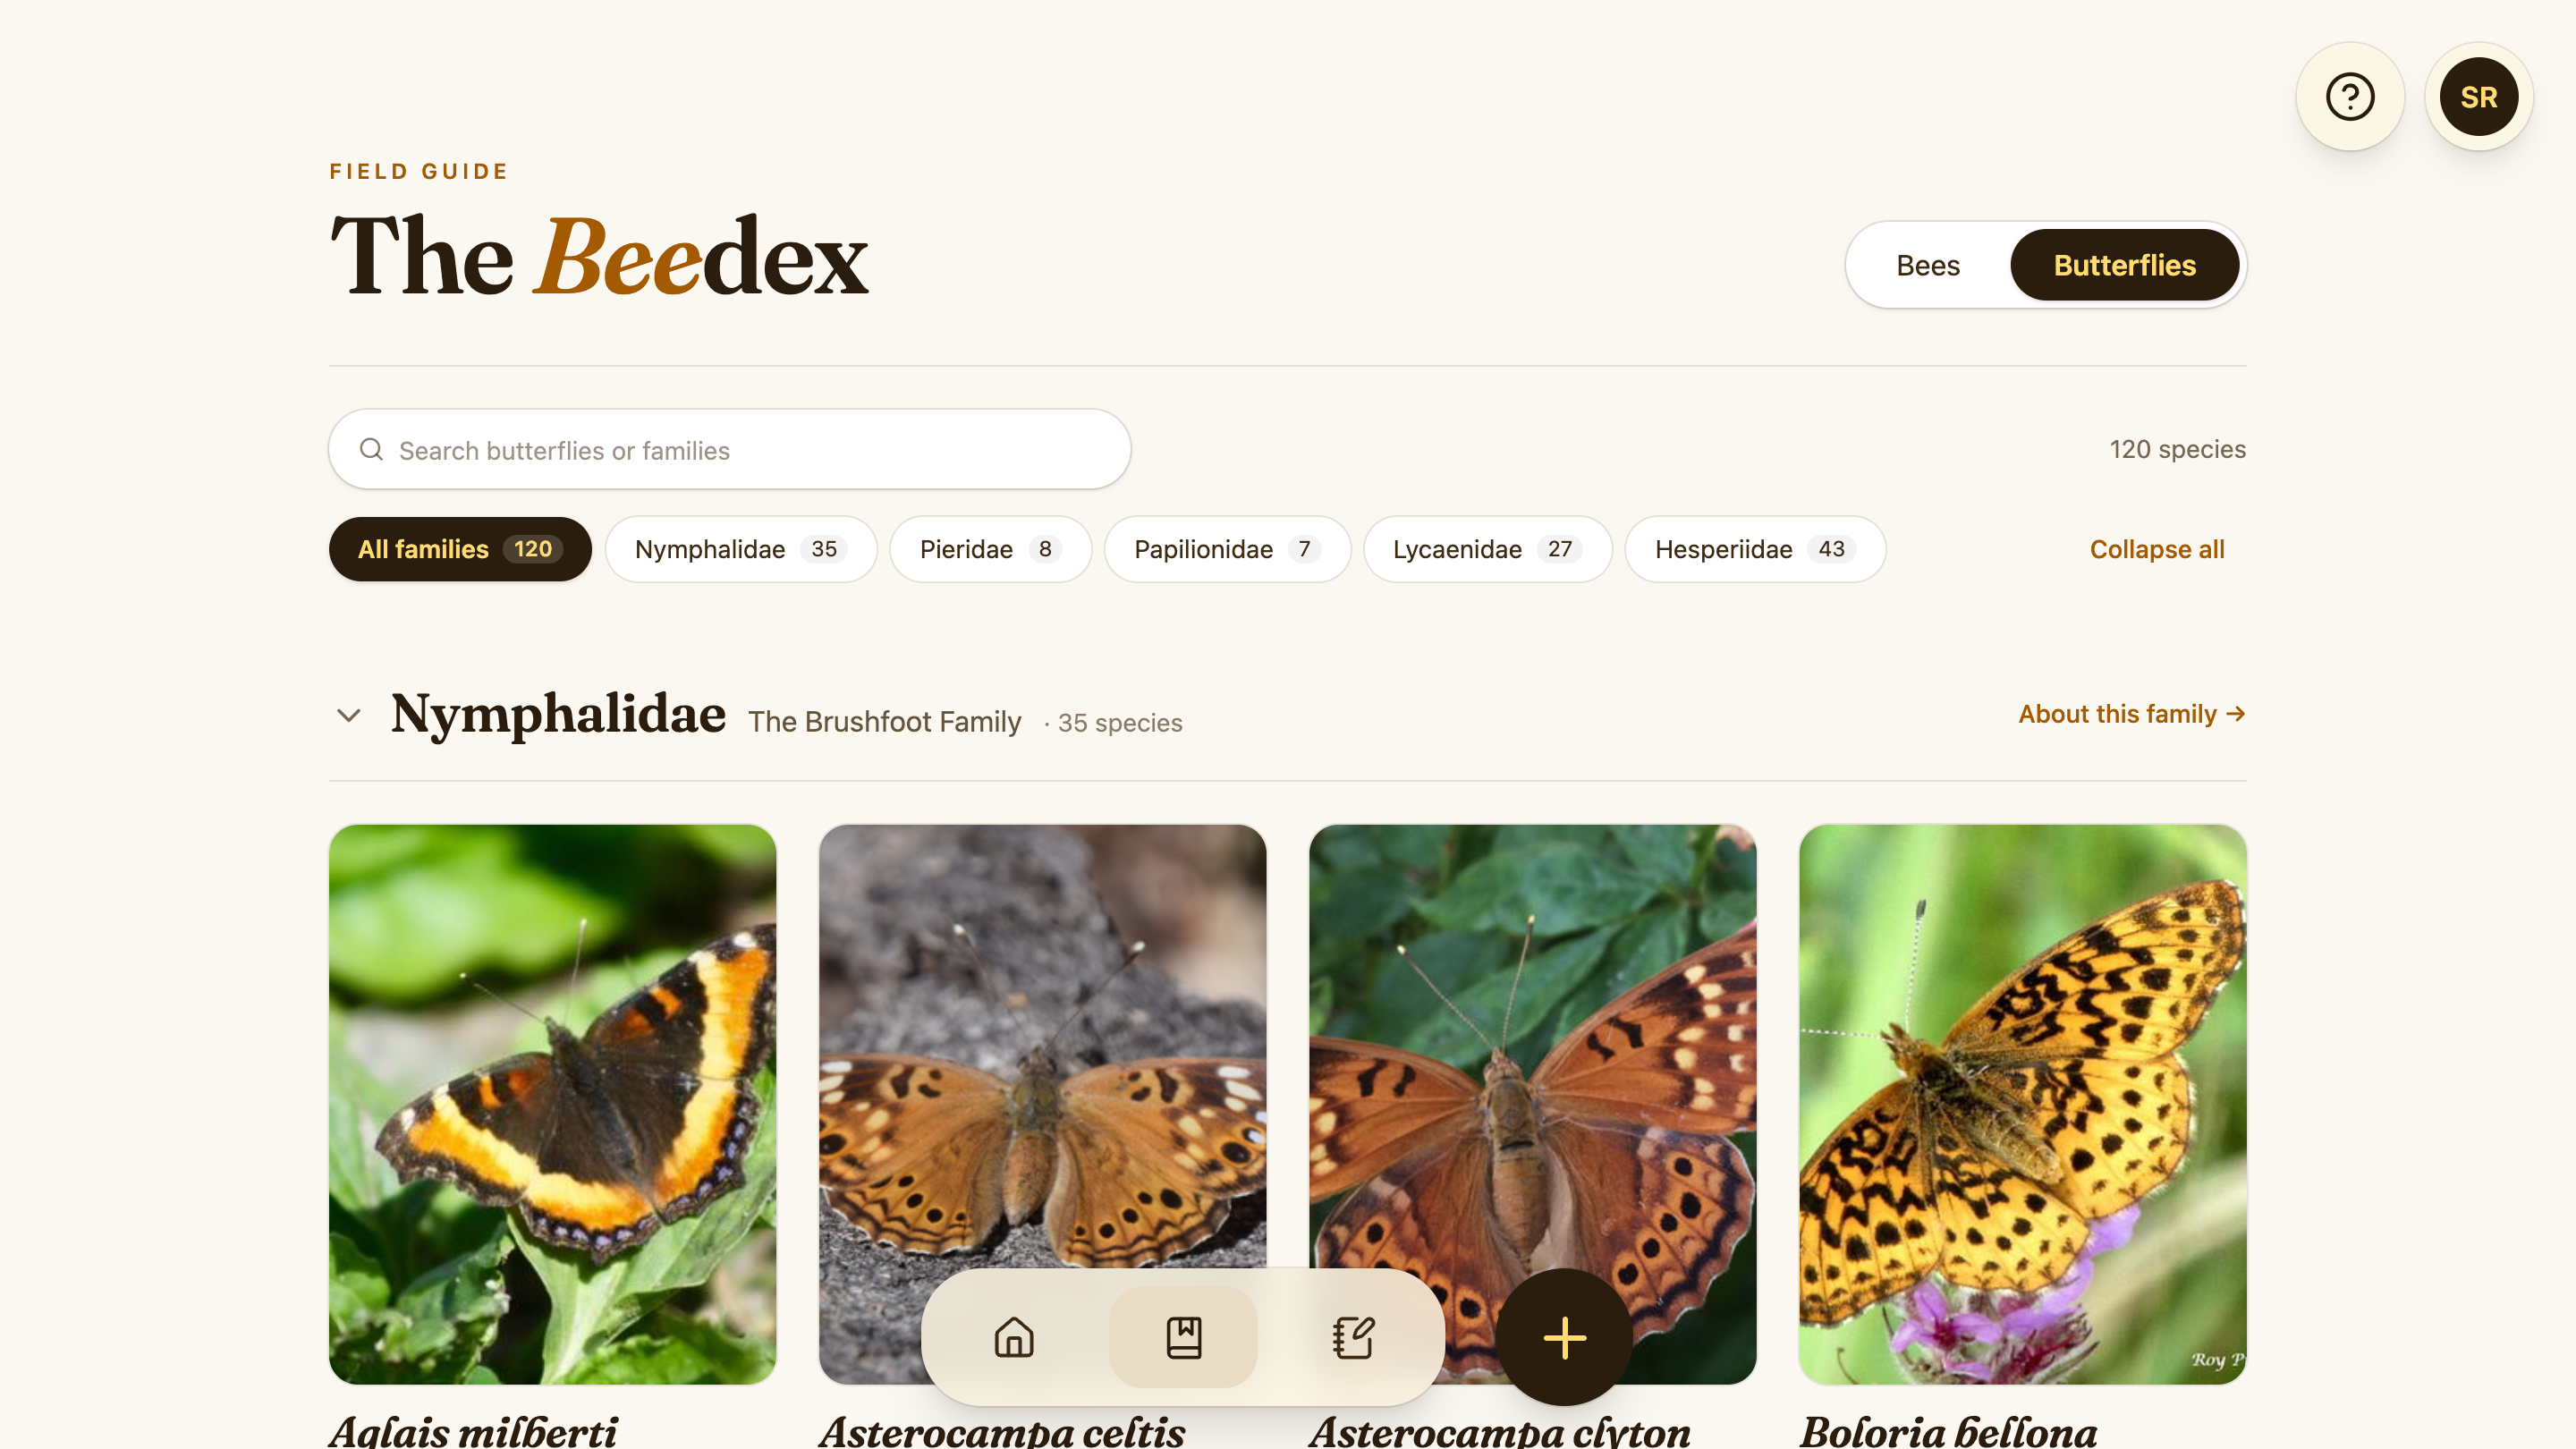 SR
FIELD GUIDE
The Beedex
Bees Butterflies
Search butterflies or families
120 species
All families 120 Nymphalidae 35 Pieridae 8 Papilionidae 7 Lycaenidae 27 Hesperiidae 43 Collapse all
Nymphalidae The Brushfoot Family · 35 species About this family →
Roy
Aglais milberti Asterocampa celtis Asterocampa clyton Boloria bellona